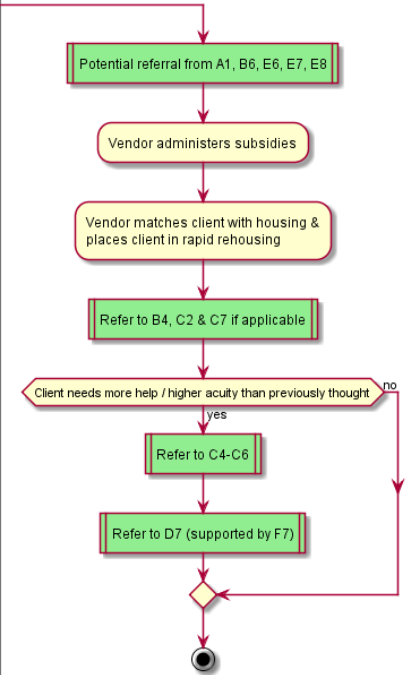 Potential referral from A1, B6, E6, E7, E8
Vendor administers subsidies
Vendor matches client with housing &
places client in rapid rehousing
Refer to B4, C2 & C7 if applicable
Client needs more help / higher acuity than previously thought
no
yes
Refer to C4-C6
Refer to D7 (supported by F7)